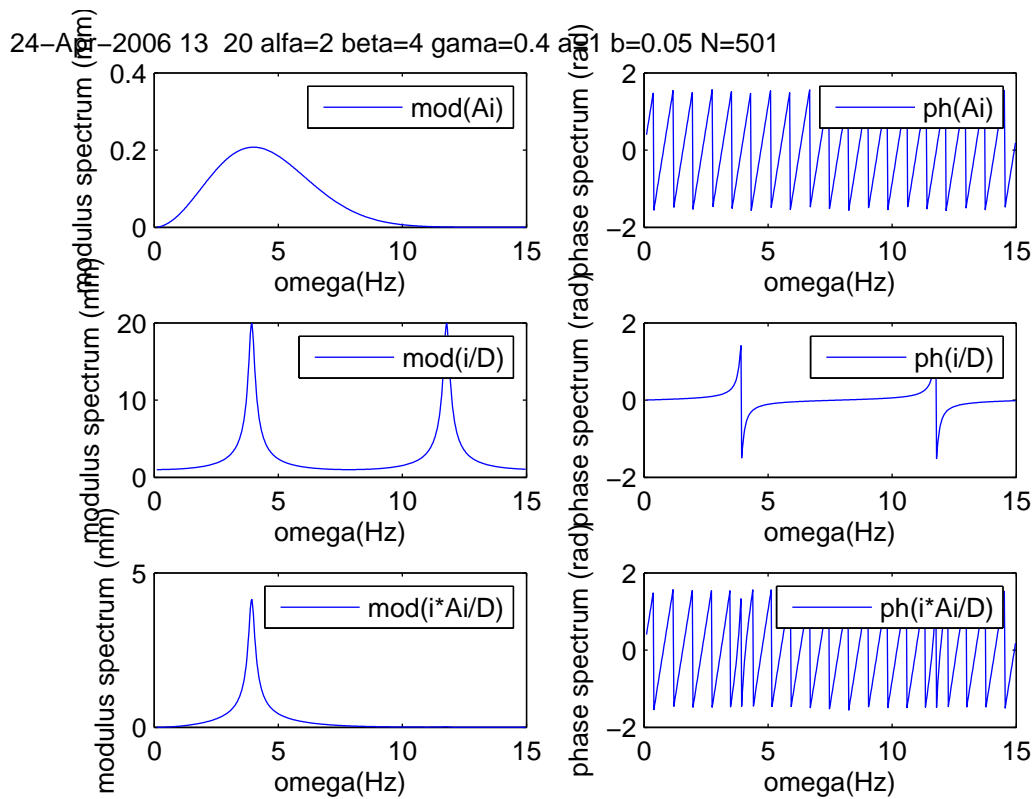 24−Apr−2006 13  20 alfa=2 beta=4 gama=0.4 a=1 b=0.05 N=501
modulus spectrum (mm)
0.4
0.2
0
0 5 10 15
omega(Hz)
mod(Ai)
phase spectrum (rad)
2
0
−2
0 5 10 15
omega(Hz)
ph(Ai)
modulus spectrum (mm)
20
10
0
0 5 10 15
omega(Hz)
mod(i/D)
phase spectrum (rad)
2
0
−2
0 5 10 15
omega(Hz)
ph(i/D)
modulus spectrum (mm)
5
0
0 5 10 15
omega(Hz)
mod(i*Ai/D)
phase spectrum (rad)
2
0
−2
0 5 10 15
omega(Hz)
ph(i*Ai/D)